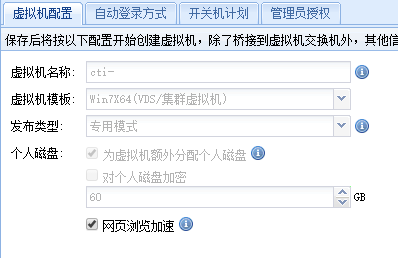 虚拟机配置 自动登录方式 开关机计划 管理员授权
保存后将按以下配置开始创建虚拟机，除了桥接到虚拟机交换机外，其他信
虚拟机名称: cti-
虚拟机模板: Win7X64(VDS/集群虚拟机)
发布类型: 专用模式
个人磁盘: 为虚拟机额外分配个人磁盘
对个人磁盘加密
60 GB
网页浏览加速